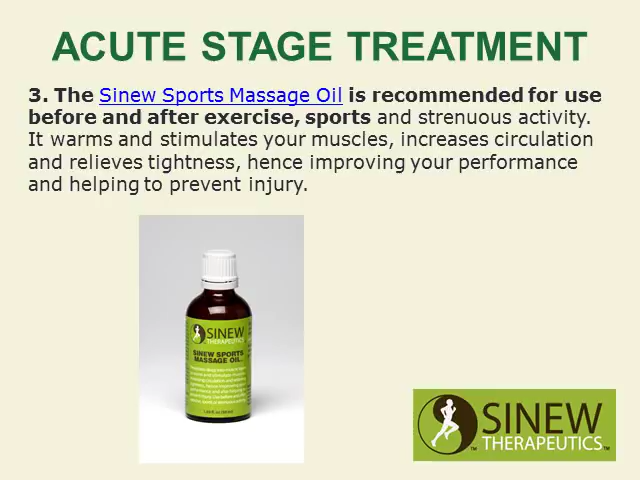 ACUTE STAGE TREATMENT
3. The Sinew Sports Massage Oil is recommended for use
before and after exercise, sports and strenuous activity.
It warms and stimulates your muscles, increases circulation
and relieves tightness, hence improving your performance
and helping to prevent injury.
SINEW
THERAPEUTICS
SINEW SPORTS
MASSAGE OIL
SINEW
THERAPEUTICS